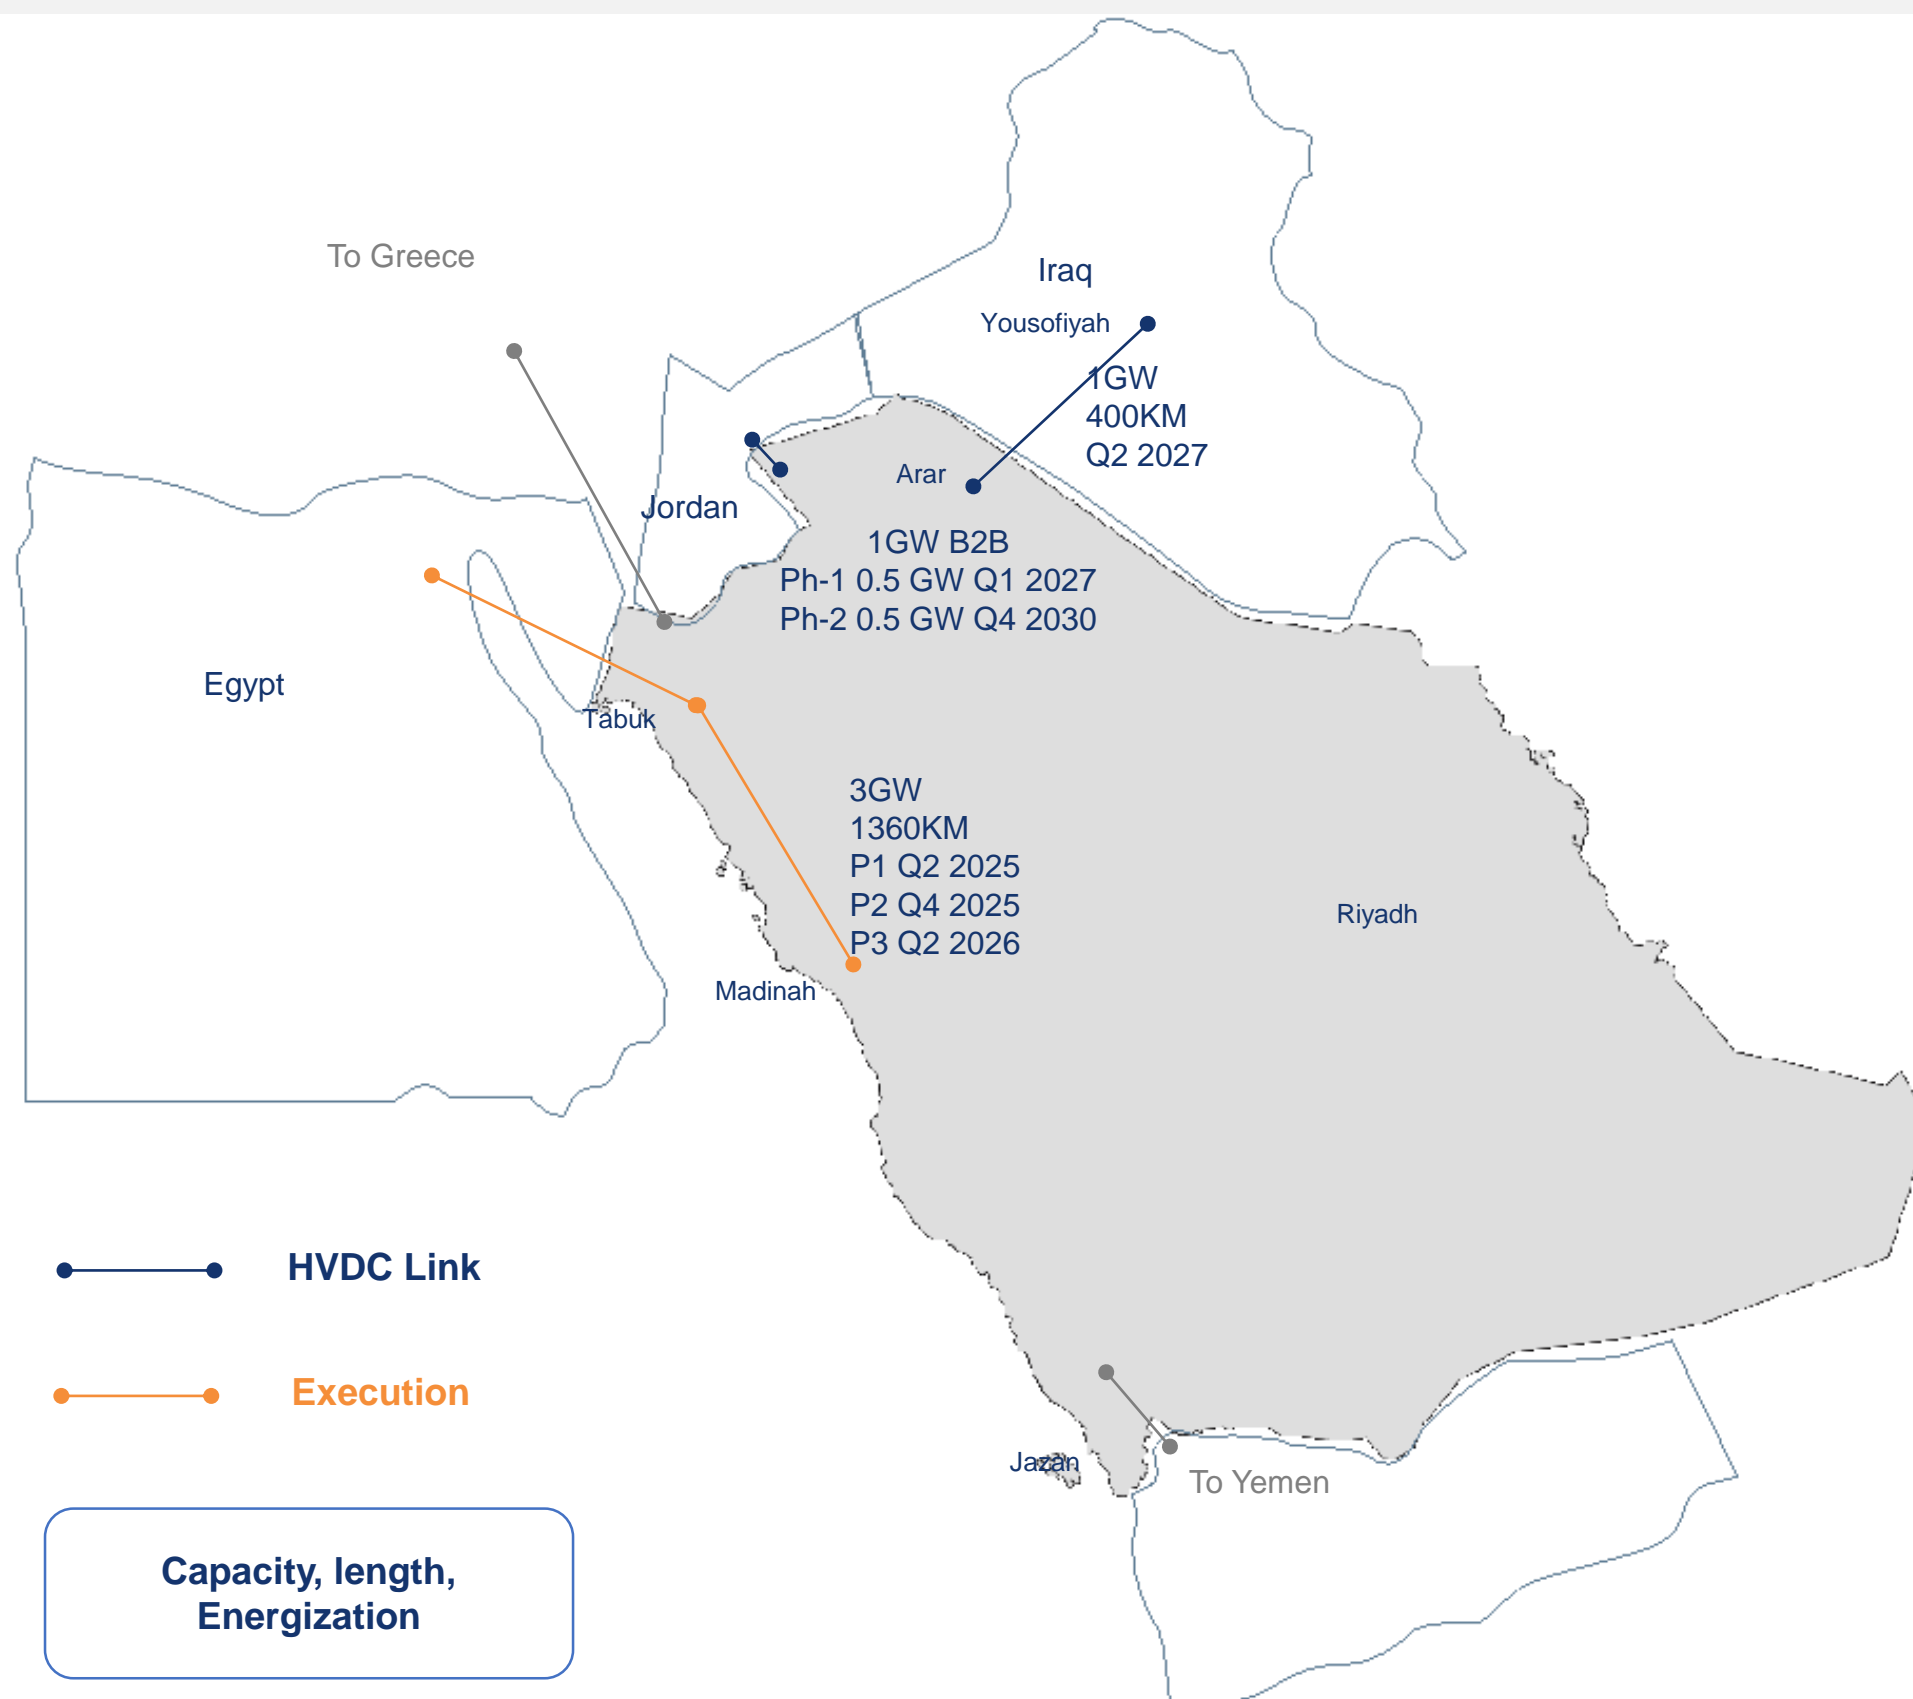 To Greece
Iraq
Yousofiyah
1GW
400KM
Q2 2027
Arar
Jordan
1GW B2B
Ph-1 0.5 GW Q1 2027
Ph-2 0.5 GW Q4 2030
Egypt
Tabuk
3GW
1360KM
P1 Q2 2025
P2 Q4 2025
P3 Q2 2026
Riyadh
Madinah
HVDC Link
Execution
Jazan
To Yemen
Capacity, length,
Energization